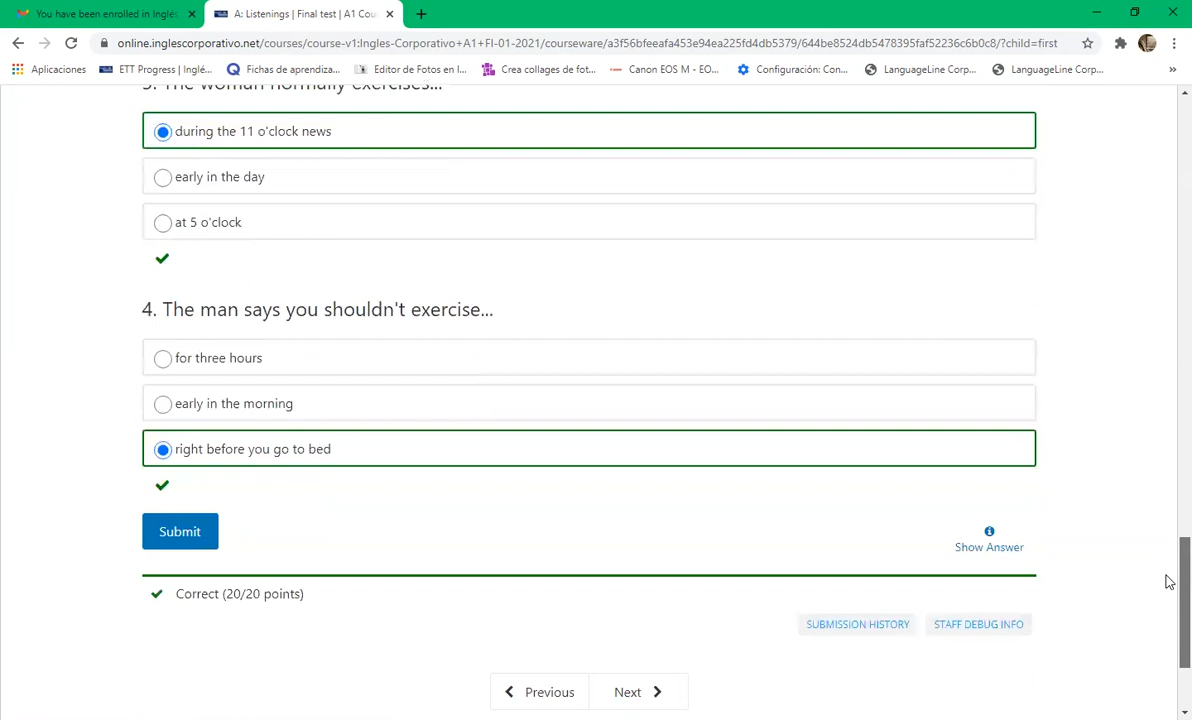 You have been enrolled in Inglés
A: Listenings | Final test | A1 Cou
online.inglescorporativo.net/courses/course-v1:Ingles-Corporativo+A1+FI-01-2021/courseware/a3f56bfeeafa453e94ea225fd4db5379/644be8524db5478395faf52236c6b0c8/?child=first
Aplicaciones
ETT Progress | Inglé...
Fichas de aprendiza...
Editor de Fotos en l...
Crea collages de fot...
Canon EOS M - EO...
Configuración: Con...
LanguageLine Corp...
LanguageLine Corp...
3. The woman normally exercises...
during the 11 o'clock news
early in the day
at 5 o'clock
4. The man says you shouldn't exercise...
for three hours
early in the morning
right before you go to bed
Submit
Show Answer
Correct (20/20 points)
SUBMISSION HISTORY
STAFF DEBUG INFO
Previous
Next